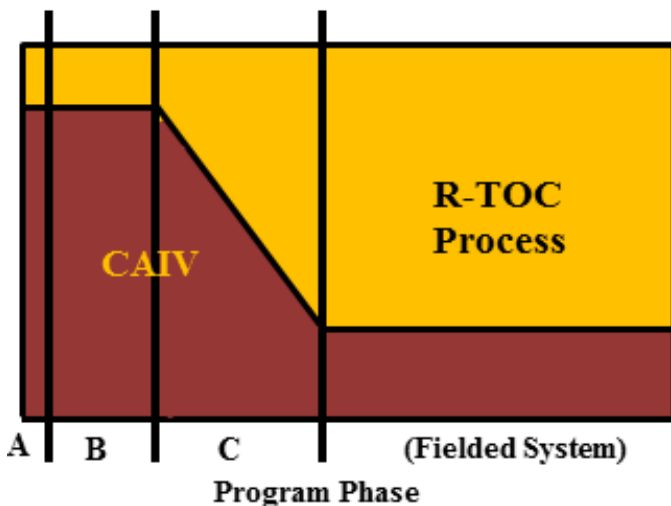 R-TOC
Process
CAIV
A B C (Fielded System)
Program Phase